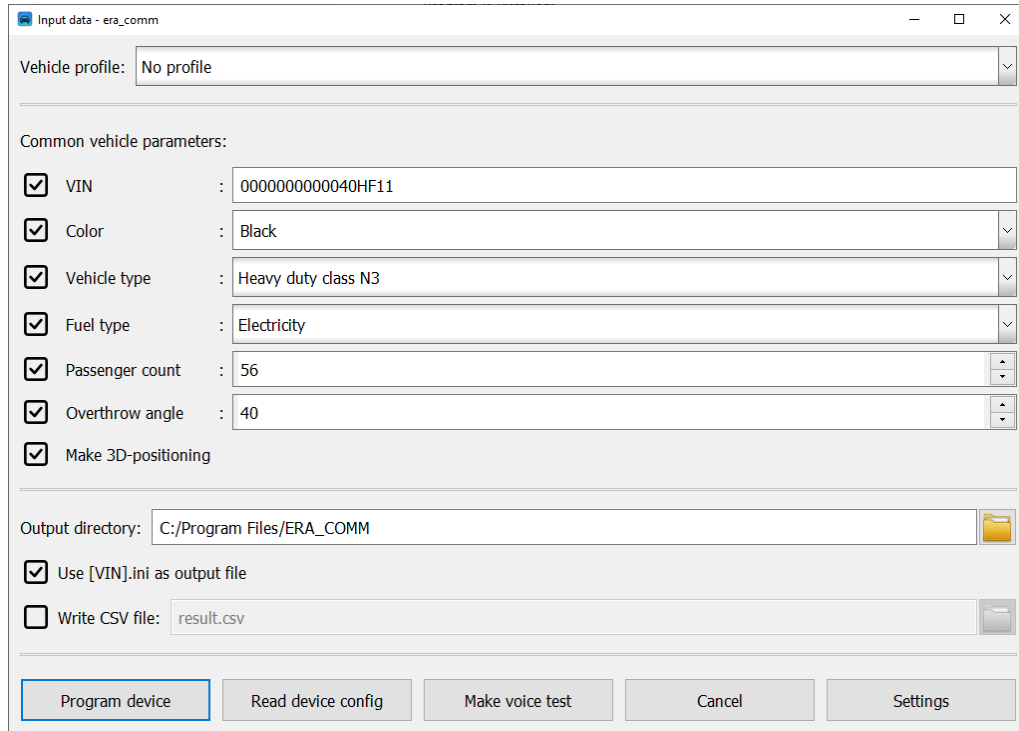 Input data - era_comm
Vehicle profile: No profile
Common vehicle parameters:
VIN : 0000000000040HF11
Color : Black
Vehicle type : Heavy duty class N3
Fuel type : Electricity
Passenger count : 56
Overthrow angle : 40
Make 3D-positioning
Output directory: C:/Program Files/ERA_COMM
Use [VIN].ini as output file
Write CSV file: result.csv
Program device Read device config Make voice test Cancel Settings